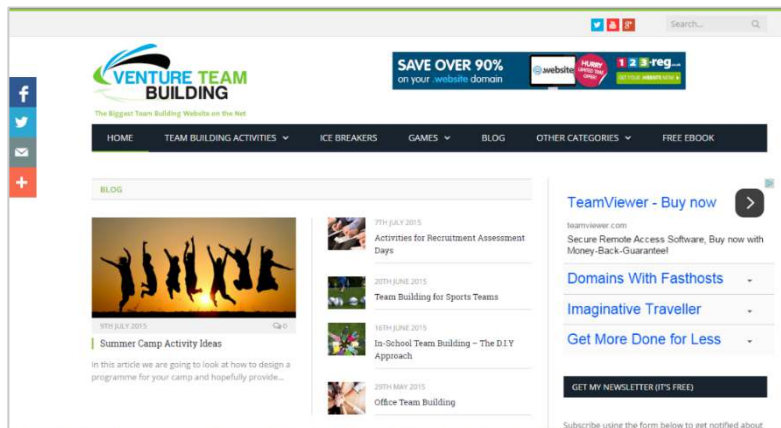 Search...
VENTURE TEAM
BUILDING
The Biggest Team Building Website on the Net
SAVE OVER 90%
on your .website domain
website
HURRY
LIMITED TIME
OFFER!
123-reg.co.uk
GET YOUR .WEBSITE NOW
HOME
TEAM BUILDING ACTIVITIES
ICE BREAKERS
GAMES
BLOG
OTHER CATEGORIES
FREE EBOOK
BLOG
9TH JULY 2015
0
Summer Camp Activity Ideas
In this article we are going to look at how to design a
programme for your camp and hopefully provide...
7TH JULY 2015
Activities for Recruitment Assessment
Days
20TH JUNE 2015
Team Building for Sports Teams
16TH JUNE 2015
In-School Team Building – The D.I.Y
Approach
29TH MAY 2015
Office Team Building
TeamViewer - Buy now
teamviewer.com
Secure Remote Access Software, Buy now with
Money-Back-Guarantee!
Domains With Fasthosts
Imaginative Traveller
Get More Done for Less
GET MY NEWSLETTER (IT'S FREE)
Subscribe using the form below to get notified about